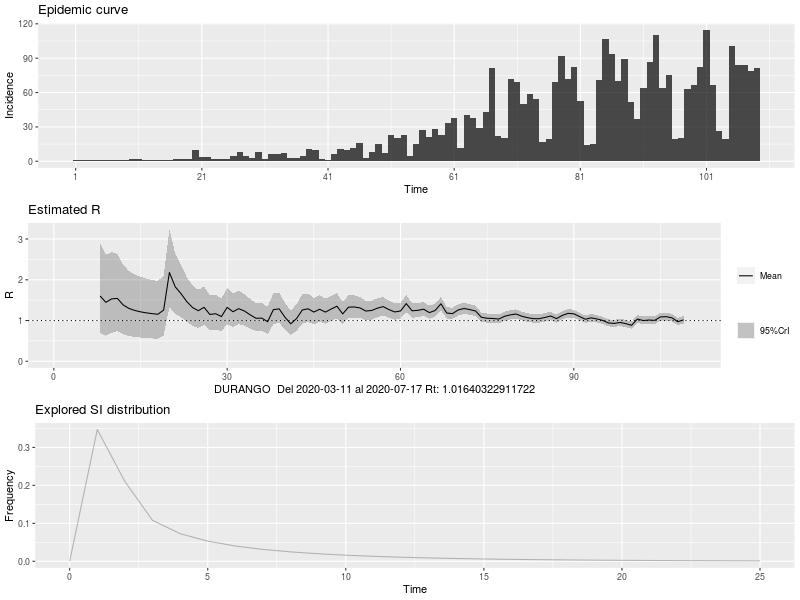 Epidemic curve
120
90
60
30
0
Incidence
1 21 41 61 81 101
Time
Estimated R
3
2
1
0
R
Mean
95%CrI
0 30 60 90
DURANGO Del 2020-03-11 al 2020-07-17 Rt: 1.01640322911722
Explored SI distribution
0.3
0.2
0.1
0.0
Frequency
0 5 10 15 20 25
Time